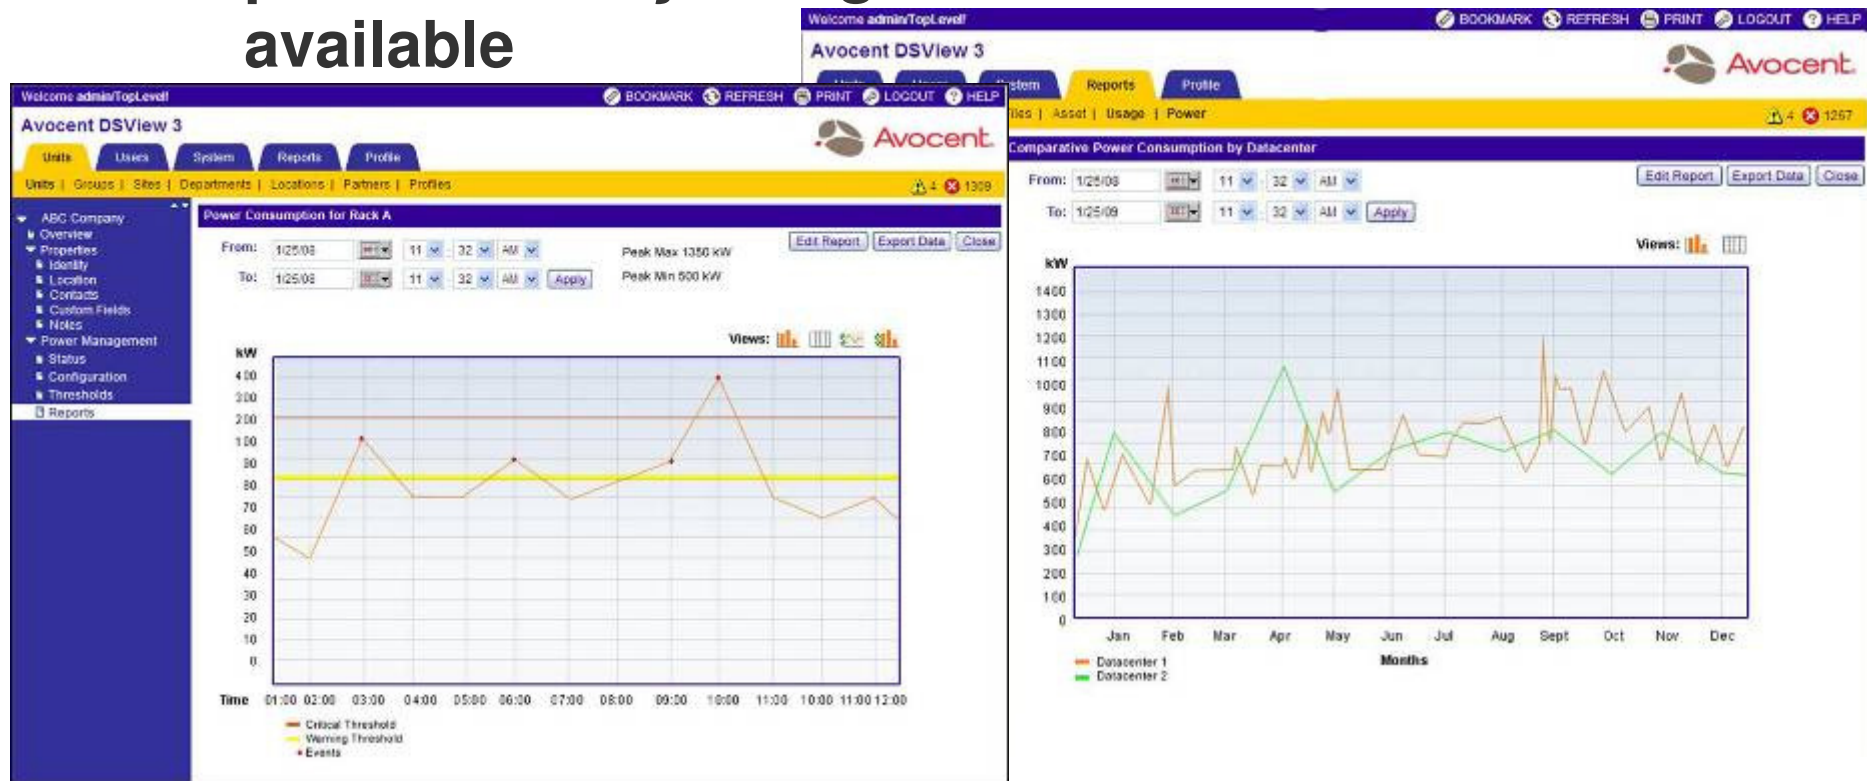 available
Welcome admin/TopLevel!
BOOKMARK REFRESH PRINT LOGOUT HELP
Avocent DSView 3
Avocent.
Units Users System Reports Profile
Units | Groups | Sites | Departments | Locations | Partners | Profiles
4 1309
ABC Company
Overview
Properties
Identity
Location
Contacts
Custom Fields
Notes
Power Management
Status
Configuration
Thresholds
Reports
Power Consumption for Rack A
From: 1/25/08 11 : 32 AM
To: 1/25/08 11 : 32 AM Apply
Peak Max 1350 kW
Peak Min 500 kW
Edit Report Export Data Close
Views:
kW
400
300
200
100
90
80
70
60
50
40
30
20
10
0
Time 01:00 02:00 03:00 04:00 05:00 06:00 07:00 08:00 09:00 10:00 11:00 10:00 11:00 12:00
Critical Threshold
Warning Threshold
Events
Welcome admin/TopLevel!
BOOKMARK REFRESH PRINT LOGOUT HELP
Avocent DSView 3
Avocent.
Reports Profile
Asset | Usage | Power
4 1267
Comparative Power Consumption by Datacenter
From: 1/25/08 11 : 32 AM
To: 1/25/09 11 : 32 AM Apply
Edit Report Export Data Close
Views:
kW
1400
1300
1200
1100
1000
900
800
700
600
500
400
300
200
100
0
Jan Feb Mar Apr May Jun Jul Aug Sept Oct Nov Dec
Months
Datacenter 1
Datacenter 2